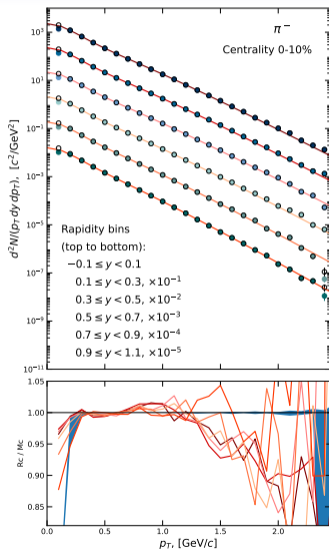 π⁻
Centrality 0-10%
d²N/(p_T dy dp_T), [c²/GeV²]
10³
10¹
10⁻¹
10⁻³
10⁻⁵
10⁻⁷
10⁻⁹
10⁻¹¹
Rapidity bins
(top to bottom):
−0.1 ≤ y < 0.1
0.1 ≤ y < 0.3, ×10⁻¹
0.3 ≤ y < 0.5, ×10⁻²
0.5 ≤ y < 0.7, ×10⁻³
0.7 ≤ y < 0.9, ×10⁻⁴
0.9 ≤ y < 1.1, ×10⁻⁵
Rc / Mc
1.05
1.00
0.95
0.90
0.85
0.0 0.5 1.0 1.5 2.0
p_T, [GeV/c]